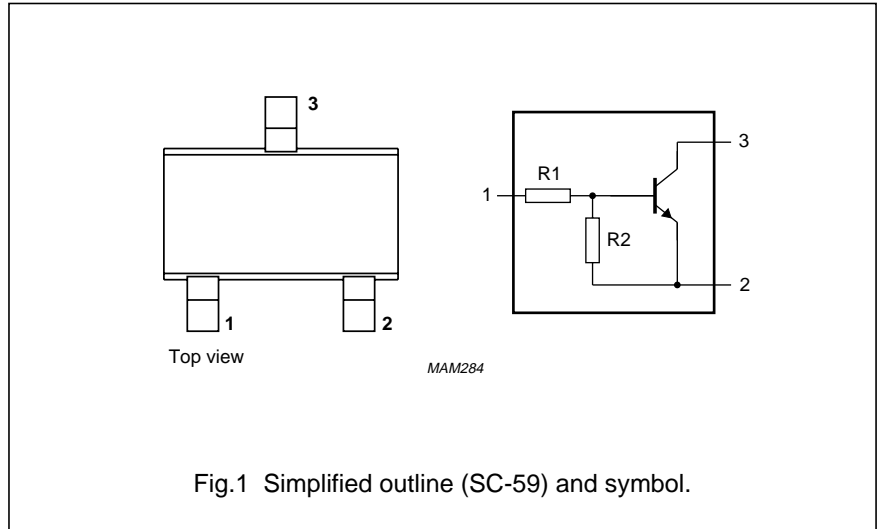 3
1
2
Top view
R1
R2
1
3
2
MAM284
Fig.1 Simplified outline (SC-59) and symbol.